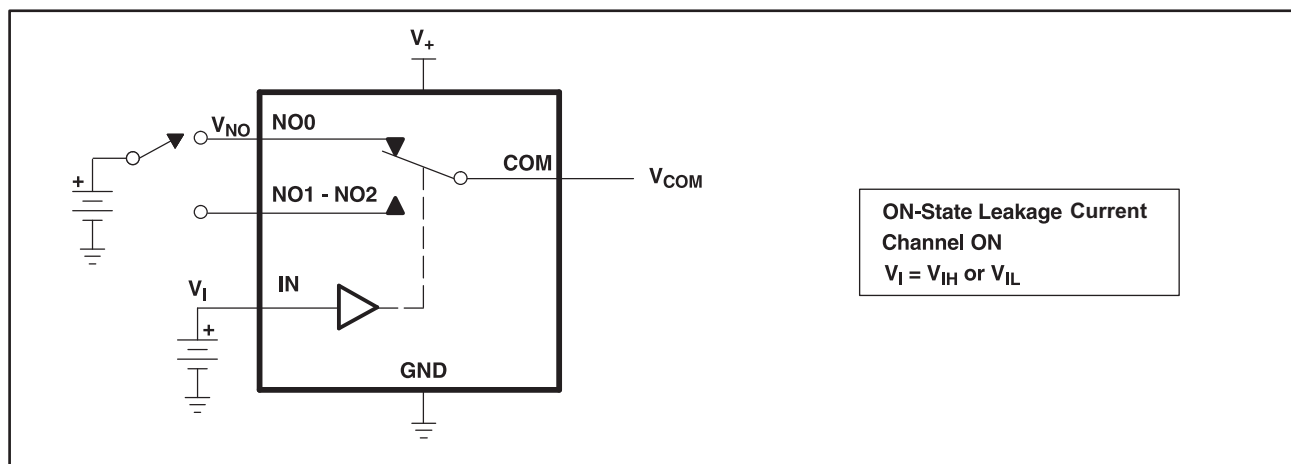 V+
VNO
NO0
+
COM
VCOM
NO1 - NO2
VI
IN
+
GND
ON-State Leakage Current
Channel ON
VI = VIH or VIL